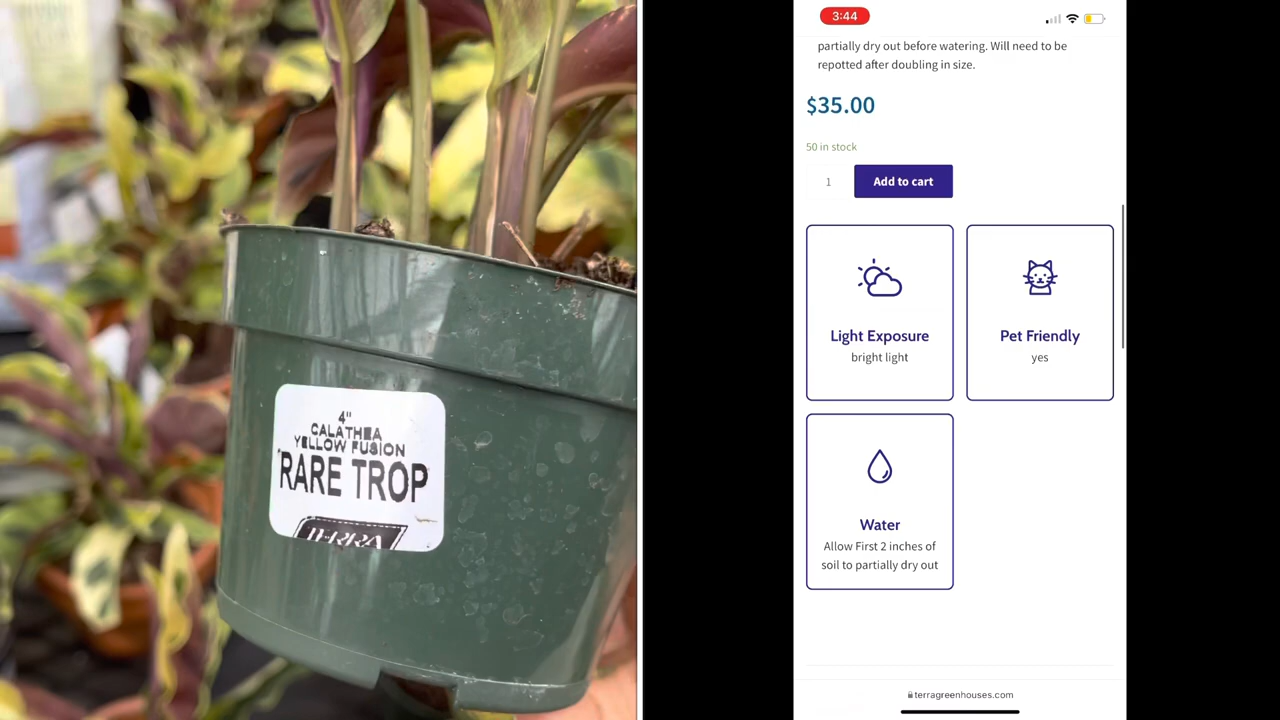 4"
CALATHEA
YELLOW FUSION
RARE TROP
TERRA
3:44
partially dry out before watering. Will need to be
repotted after doubling in size.
$35.00
50 in stock
1
Add to cart
Light Exposure
bright light
Pet Friendly
yes
Water
Allow First 2 inches of
soil to partially dry out
terragreenhouses.com